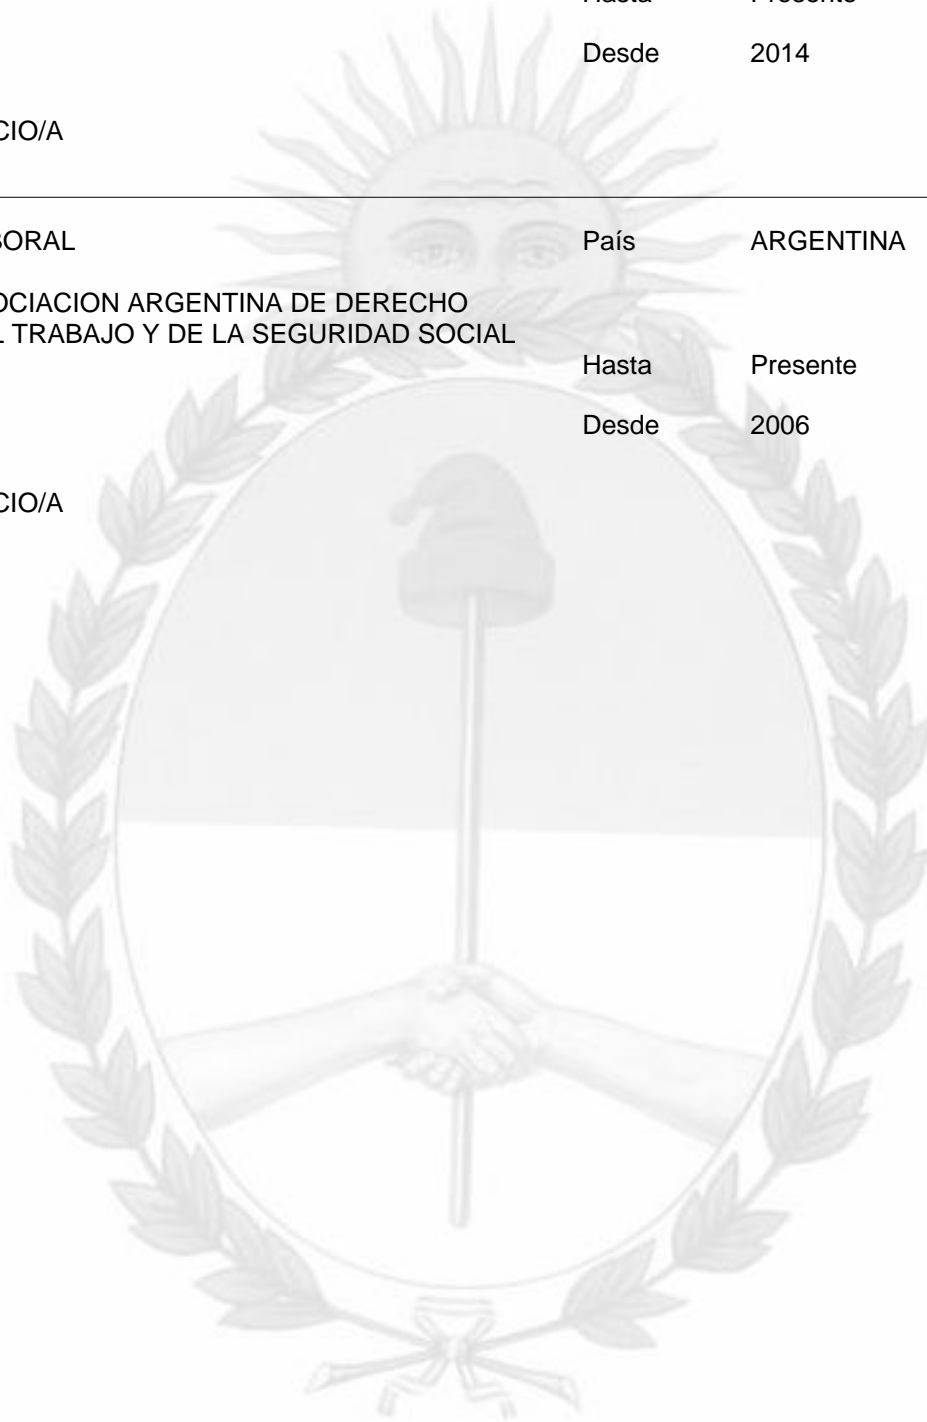 Desde 2014
CIO/A
BORAL País ARGENTINA
OCIACION ARGENTINA DE DERECHO
L TRABAJO Y DE LA SEGURIDAD SOCIAL
Hasta Presente
Desde 2006
CIO/A